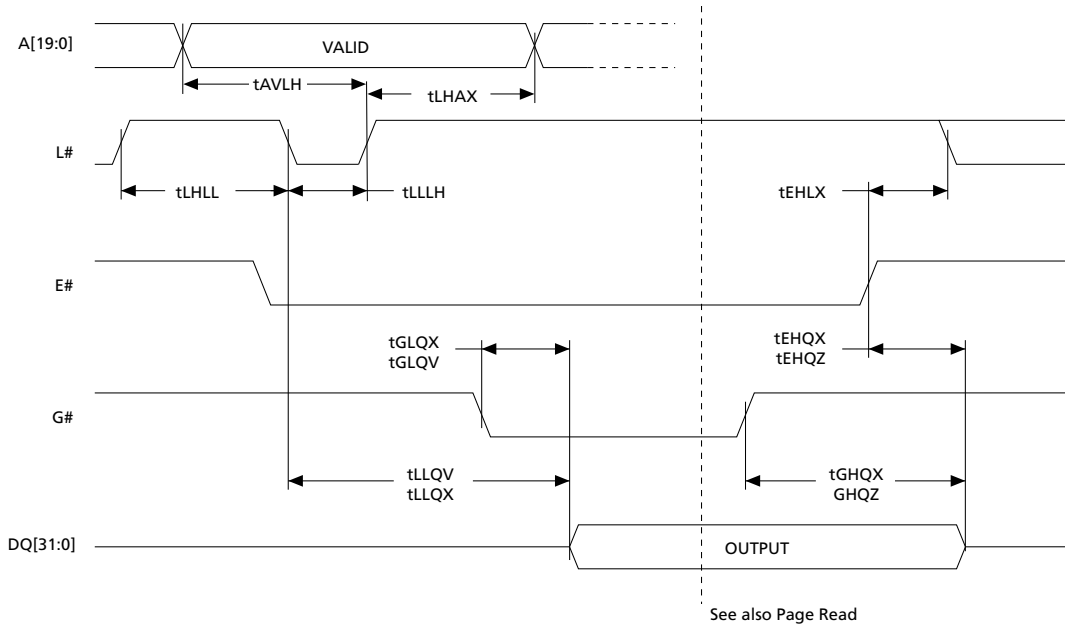 A[19:0]
VALID
tAVLH
tLHAX
L#
tLHLL
tLLLH
tEHLX
E#
tGLQX
tGLQV
tEHQX
tEHQZ
G#
tLLQV
tLLQX
tGHQX
GHQZ
DQ[31:0]
OUTPUT
See also Page Read